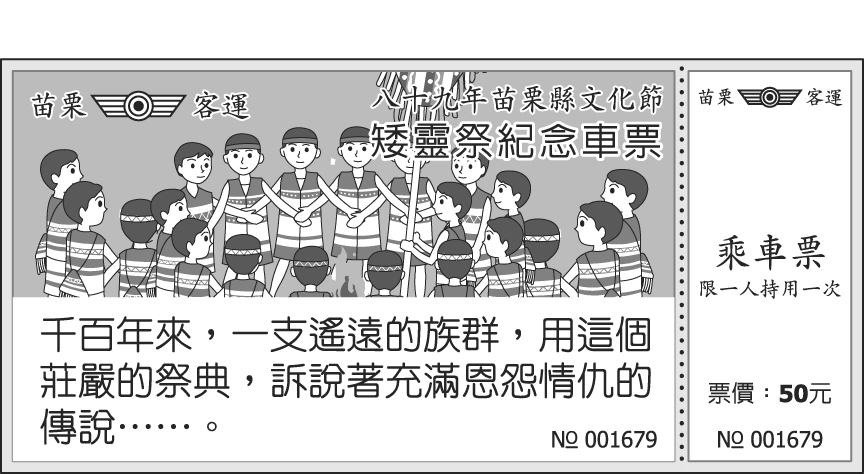 苗栗 客運
八十九年苗栗縣文化節
矮靈祭紀念車票
千百年來，一支遙遠的族群，用這個
莊嚴的祭典，訴說著充滿恩怨情仇的
傳說……。
№ 001679
苗栗 客運
乘車票
限一人持用一次
票價：50元
№ 001679